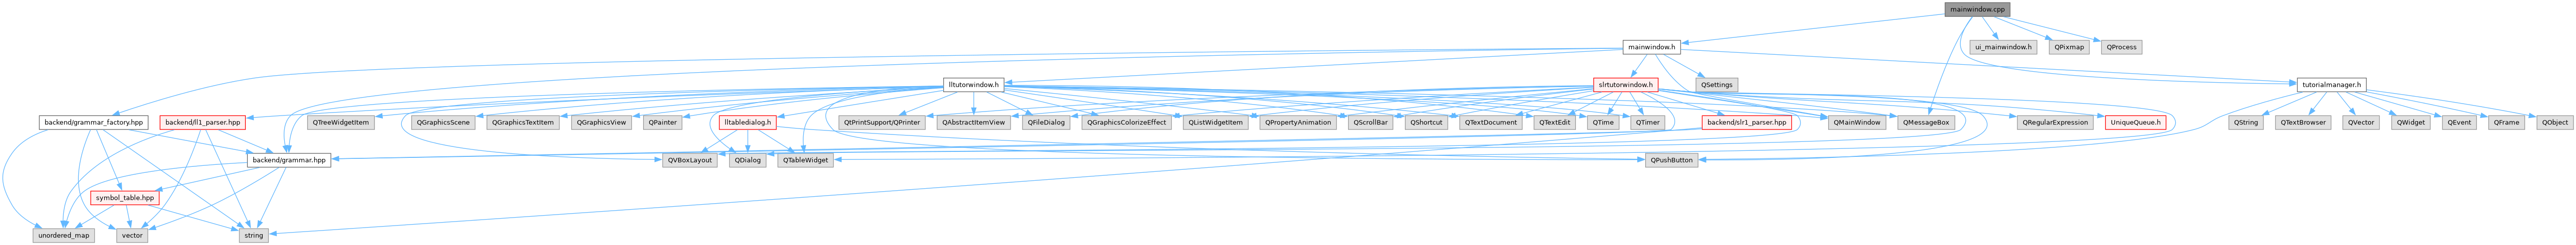 mainwindow.cpp
mainwindow.h
ui_mainwindow.h
QPixmap
QProcess
lltutorwindow.h
slrtutorwindow.h
QSettings
tutorialmanager.h
backend/grammar_factory.hpp
backend/ll1_parser.hpp
QTreeWidgetItem
QGraphicsScene
QGraphicsTextItem
QGraphicsView
QPainter
lltabledialog.h
QtPrintSupport/QPrinter
QAbstractItemView
QFileDialog
QGraphicsColorizeEffect
QListWidgetItem
QPropertyAnimation
QScrollBar
QShortcut
QTextDocument
QTextEdit
QTime
QTimer
backend/slr1_parser.hpp
QMainWindow
QMessageBox
QRegularExpression
UniqueQueue.h
QString
QTextBrowser
QVector
QWidget
QEvent
QFrame
QObject
backend/grammar.hpp
QVBoxLayout
QDialog
QTableWidget
QPushButton
symbol_table.hpp
unordered_map
vector
string